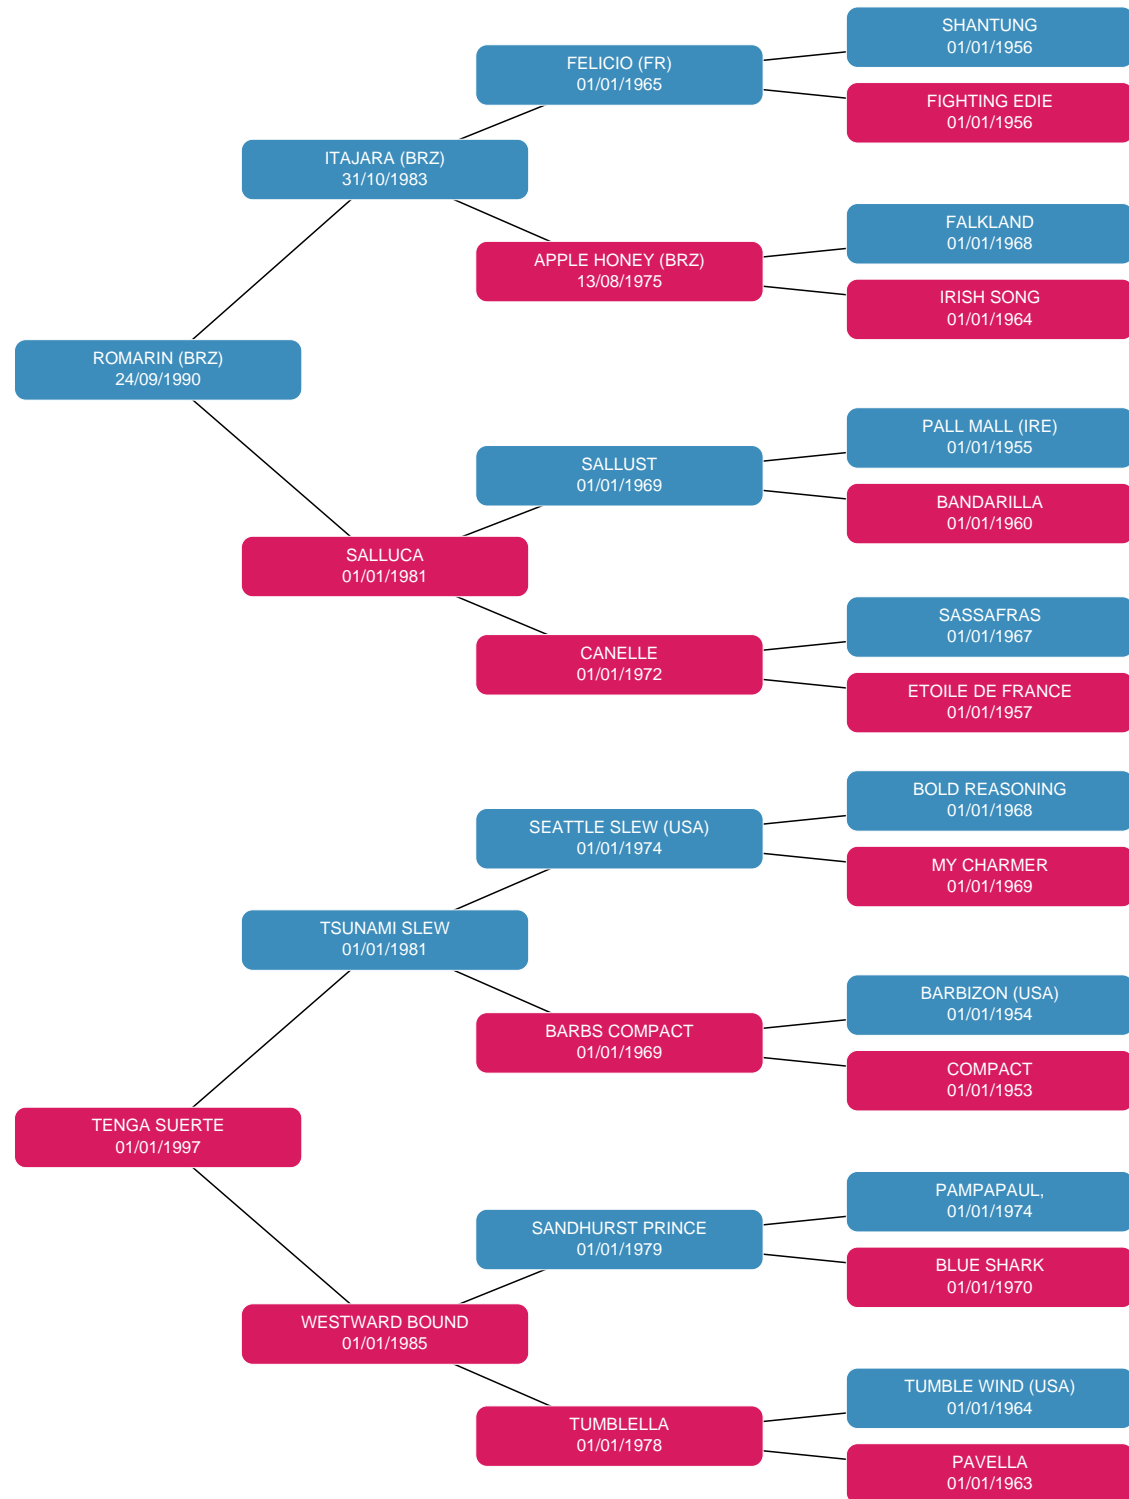 SHANTUNG
01/01/1956
FELICIO (FR)
01/01/1965
FIGHTING EDIE
01/01/1956
ITAJARA (BRZ)
31/10/1983
FALKLAND
01/01/1968
APPLE HONEY (BRZ)
13/08/1975
IRISH SONG
01/01/1964
ROMARIN (BRZ)
24/09/1990
PALL MALL (IRE)
01/01/1955
SALLUST
01/01/1969
BANDARILLA
01/01/1960
SALLUCA
01/01/1981
SASSAFRAS
01/01/1967
CANELLE
01/01/1972
ETOILE DE FRANCE
01/01/1957
BOLD REASONING
01/01/1968
SEATTLE SLEW (USA)
01/01/1974
MY CHARMER
01/01/1969
TSUNAMI SLEW
01/01/1981
BARBIZON (USA)
01/01/1954
BARBS COMPACT
01/01/1969
COMPACT
01/01/1953
TENGA SUERTE
01/01/1997
PAMPAPAUL,
01/01/1974
SANDHURST PRINCE
01/01/1979
BLUE SHARK
01/01/1970
WESTWARD BOUND
01/01/1985
TUMBLE WIND (USA)
01/01/1964
TUMBLELLA
01/01/1978
PAVELLA
01/01/1963